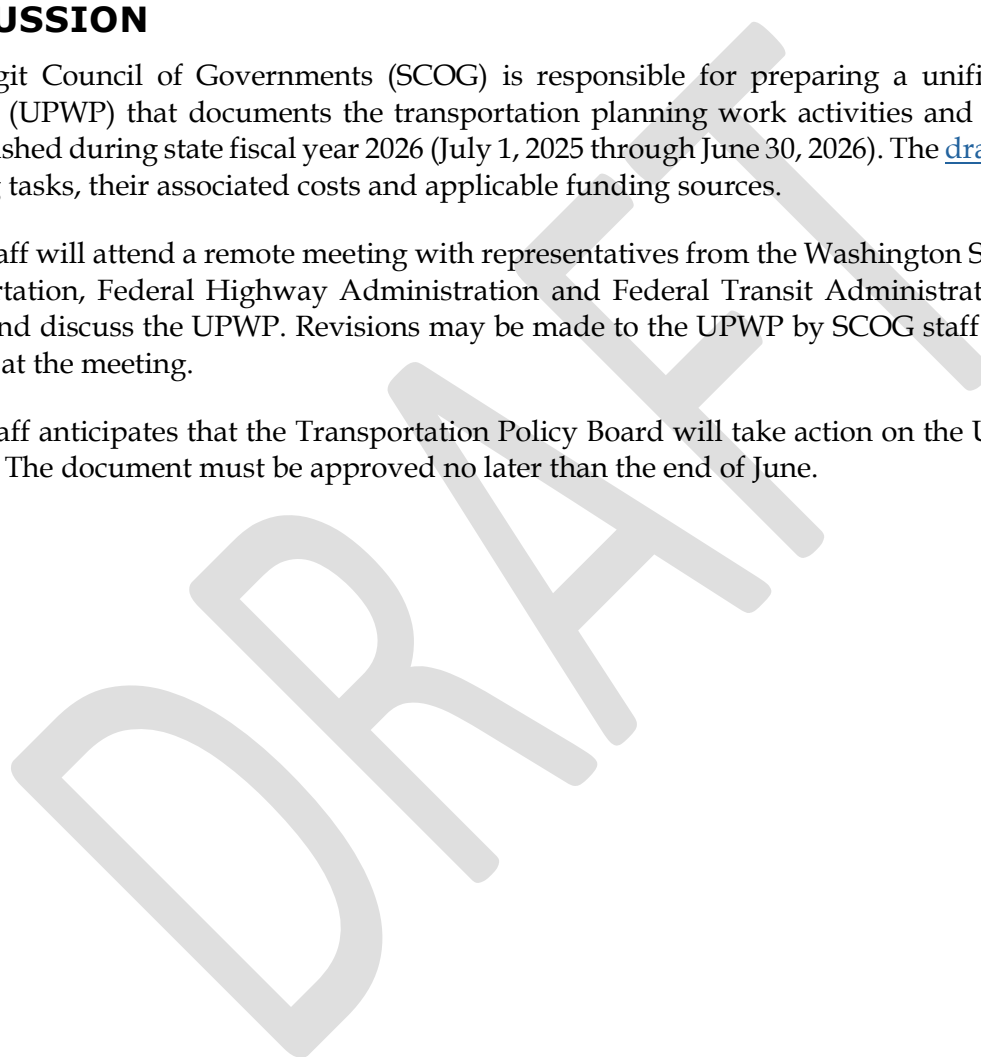 USSION
git Council of Governments (SCOG) is responsible for preparing a unifi
(UPWP) that documents the transportation planning work activities and
ished during state fiscal year 2026 (July 1, 2025 through June 30, 2026). The dra
g tasks, their associated costs and applicable funding sources.
aff will attend a remote meeting with representatives from the Washington S
rtation, Federal Highway Administration and Federal Transit Administrat
nd discuss the UPWP. Revisions may be made to the UPWP by SCOG staff
at the meeting.
aff anticipates that the Transportation Policy Board will take action on the U
The document must be approved no later than the end of June.
DRAFT